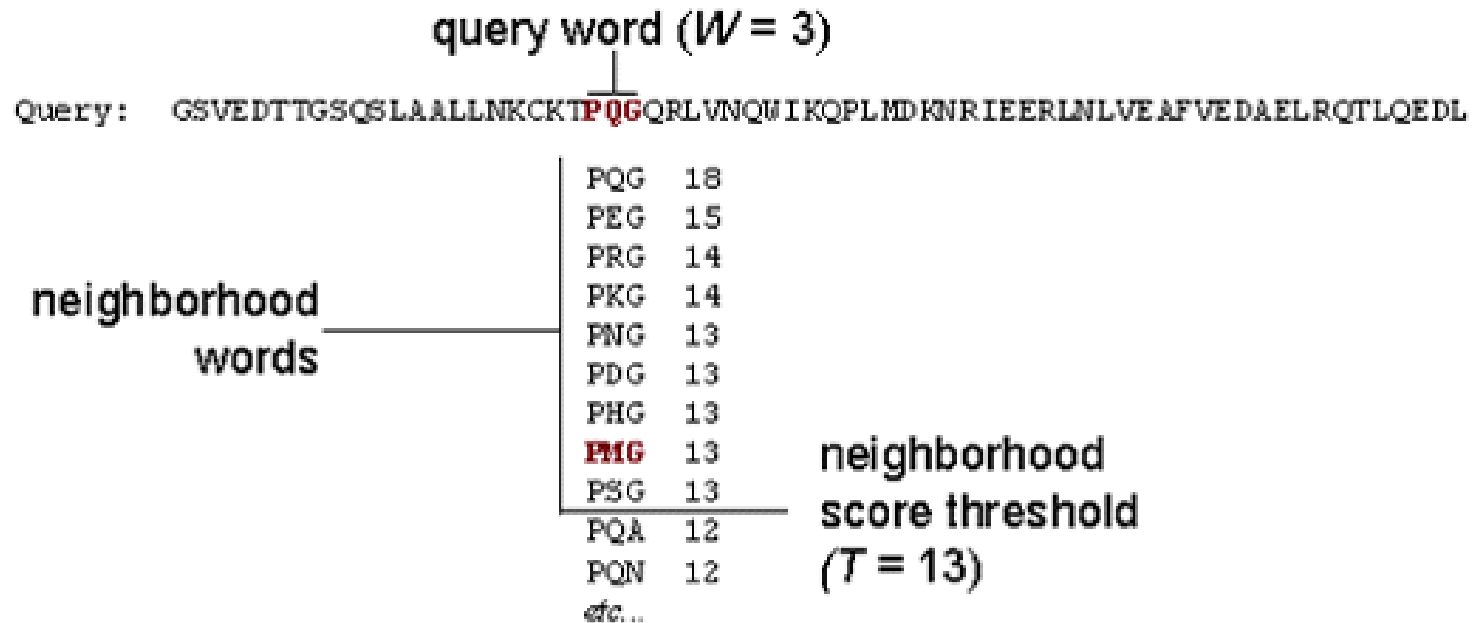 query word (W = 3)
Query: GSVEDTTGSQSLAALLNKCKTPQGQRLVNQWIKQPLMDKNRIEERLNLVEAFVEDAELRQTLQEDL
PQG 18
PEG 15
PRG 14
PKG 14
neighborhood
words
PNG 13
PDG 13
PHG 13
PMG 13
PSG 13
neighborhood
score threshold
(T = 13)
PQA 12
PQN 12
etc...